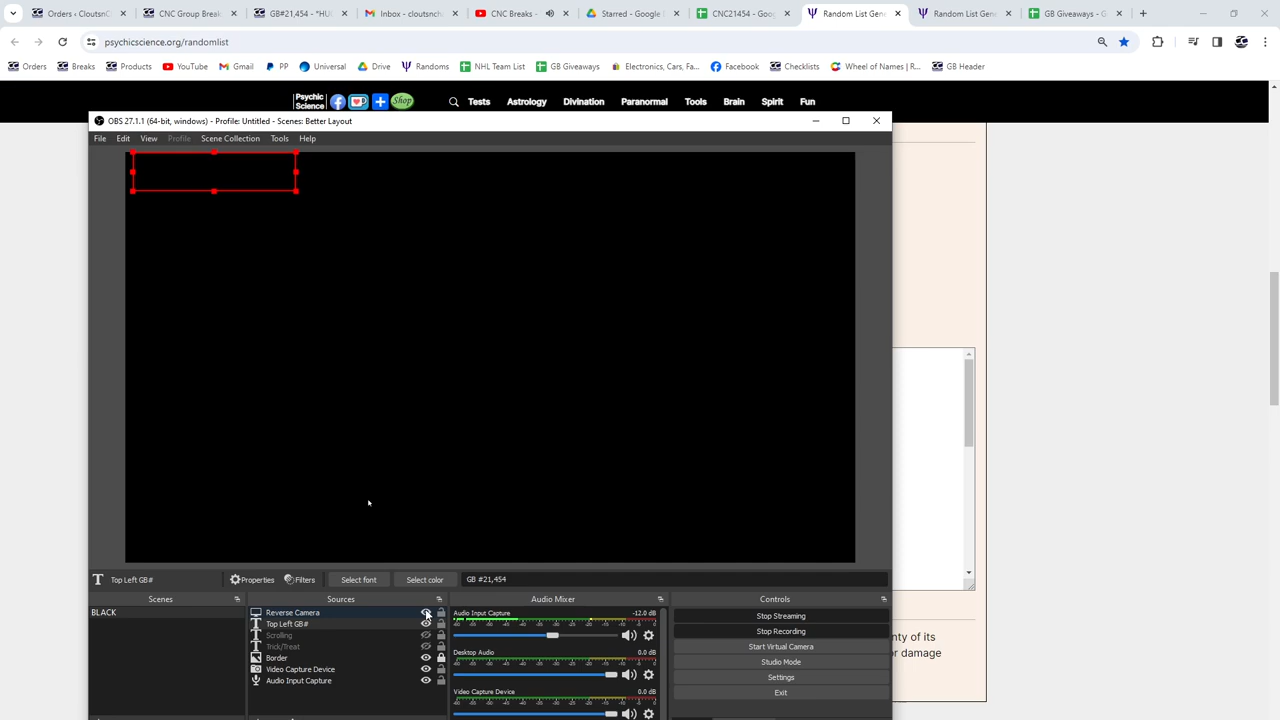 Orders ‹ CloutsnC
CNC Group Break
GB#21,454 - "HU
Inbox - cloutsnc
CNC Breaks -
Starred - Google
CNC21454 - Goog
Random List Gene
Random List Gene
GB Giveaways - G
psychicscience.org/randomlist
Orders
Breaks
Products
YouTube
Gmail
PP
Universal
Drive
Randoms
NHL Team List
GB Giveaways
Electronics, Cars, Fa...
Facebook
Checklists
Wheel of Names | R...
GB Header
Psychic Science
Shop
Tests
Astrology
Divination
Paranormal
Tools
Brain
Spirit
Fun
OBS 27.1.1 (64-bit, windows) - Profile: Untitled - Scenes: Better Layout
File
Edit
View
Profile
Scene Collection
Tools
Help
Top Left GB#
Properties
Filters
Select font
Select color
GB #21,454
Scenes
Sources
Audio Mixer
Controls
BLACK
Reverse Camera
Top Left GB#
Scrolling
Trick/Treat
Border
Video Capture Device
Audio Input Capture
Audio Input Capture
-12.0 dB
Desktop Audio
0.0 dB
Video Capture Device
0.0 dB
Stop Streaming
Stop Recording
Start Virtual Camera
Studio Mode
Settings
Exit
nty of its
or damage